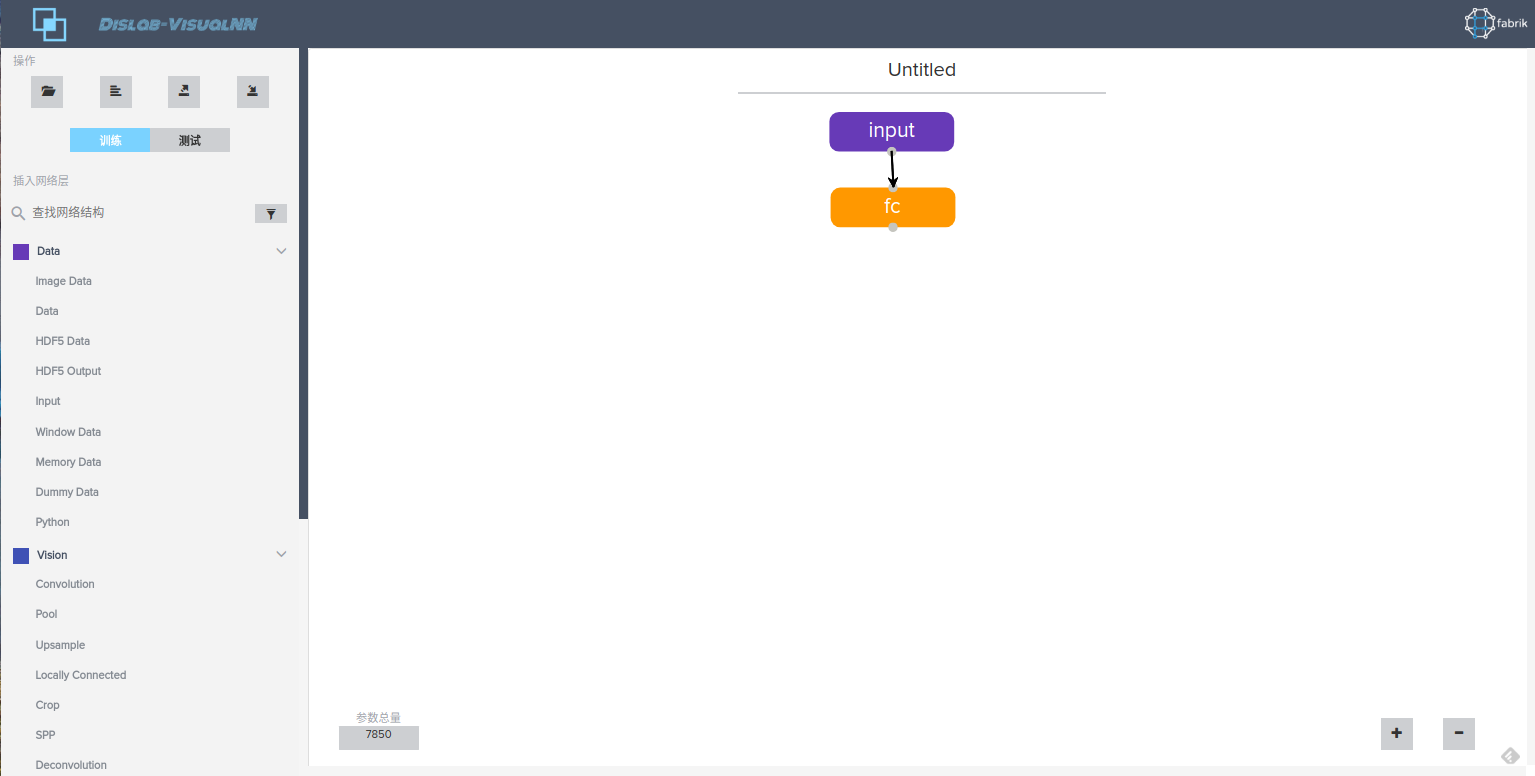 Dislab-VisualNN
fabrik
操作
训练
测试
插入网络层
查找网络结构
Data
Image Data
Data
HDF5 Data
HDF5 Output
Input
Window Data
Memory Data
Dummy Data
Python
Vision
Convolution
Pool
Upsample
Locally Connected
Crop
SPP
Deconvolution
Untitled
input
fc
参数总量
7850
+
-